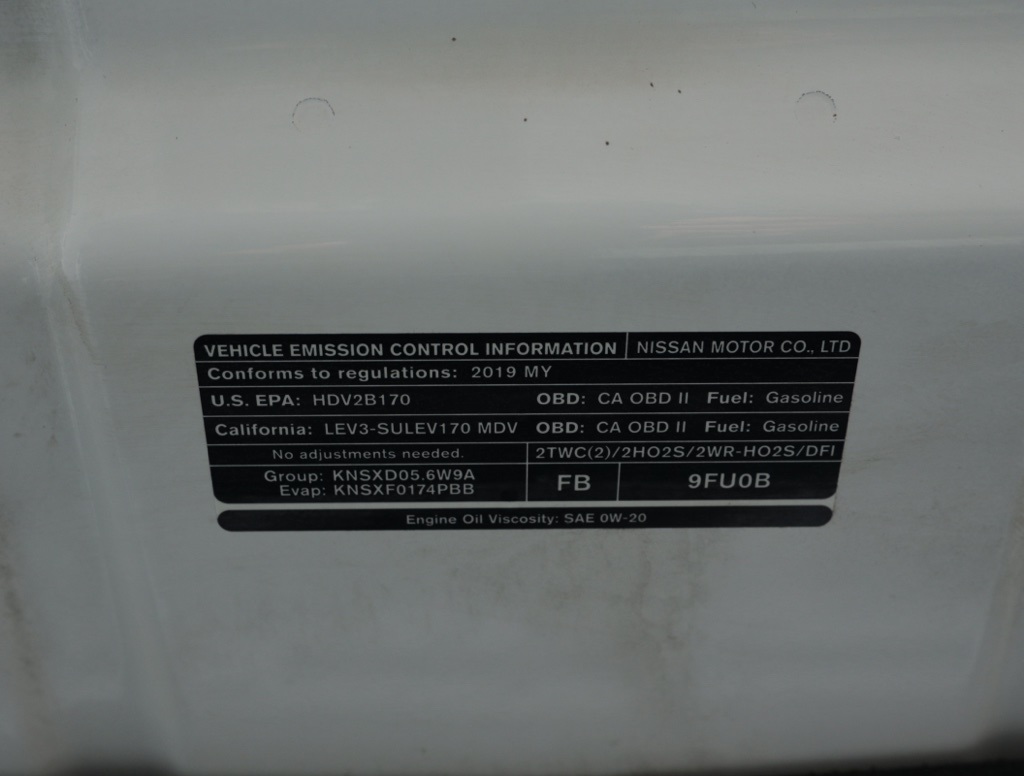 VEHICLE EMISSION CONTROL INFORMATION NISSAN MOTOR CO., LTD
Conforms to regulations: 2019 MY
U.S. EPA: HDV2B170 OBD: CA OBD II Fuel: Gasoline
California: LEV3-SULEV170 MDV OBD: CA OBD II Fuel: Gasoline
No adjustments needed. 2TWC(2)/2HO2S/2WR-HO2S/DFI
Group: KNSXD05.6W9A
Evap: KNSXF0174PBB
FB 9FU0B
Engine Oil Viscosity: SAE 0W-20